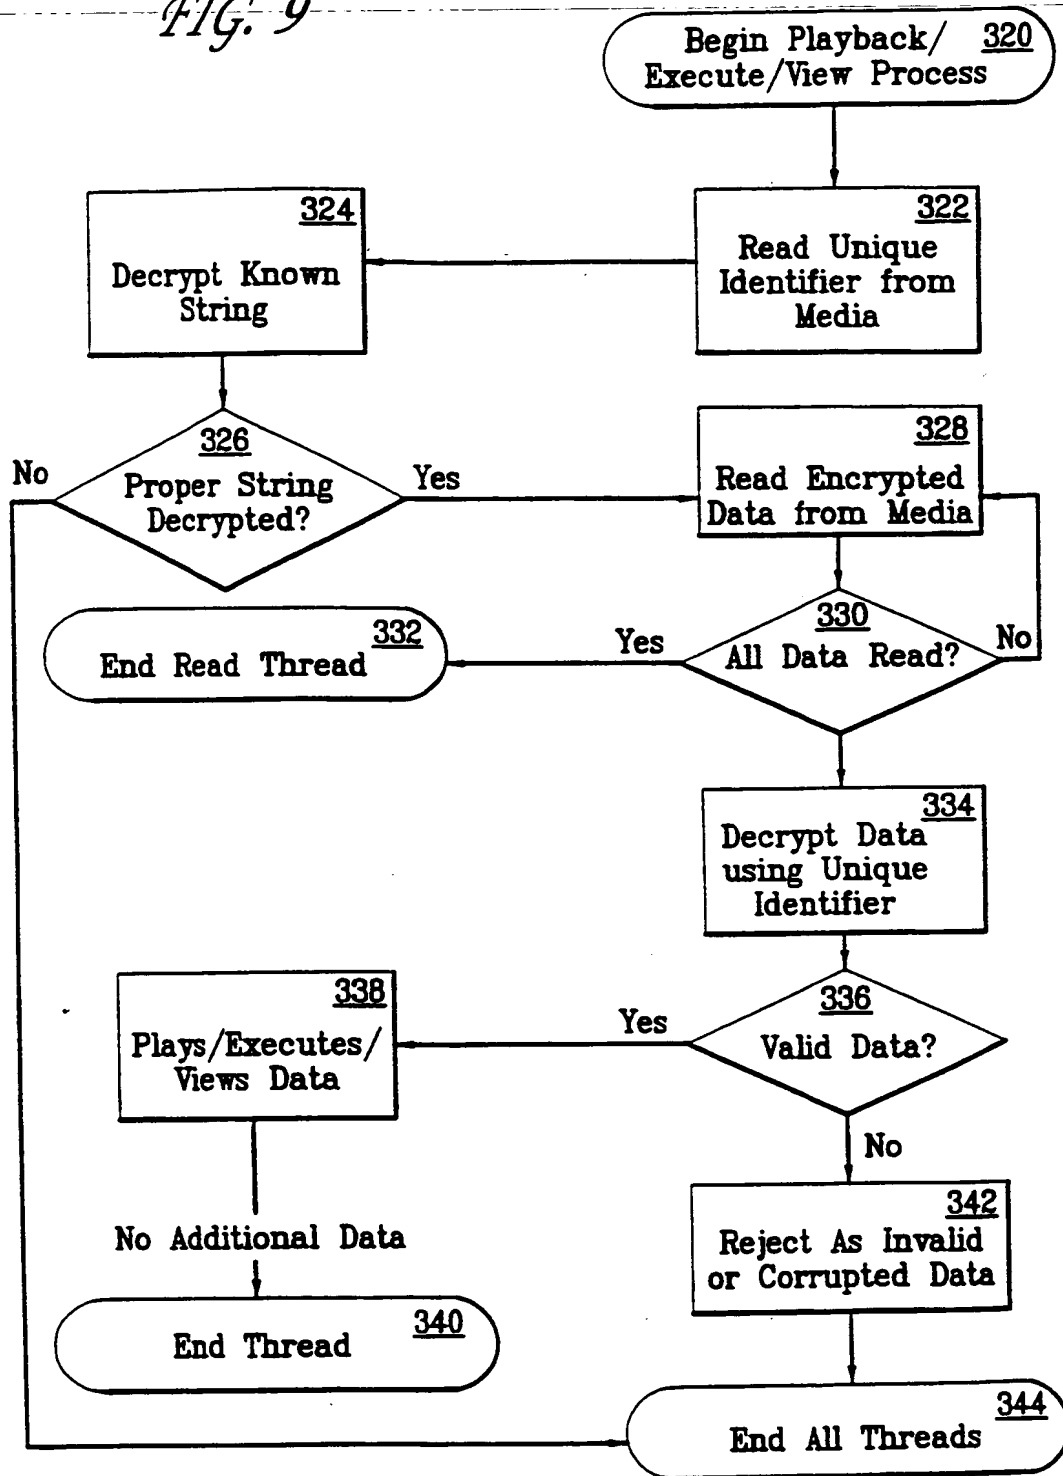 FIG. 9
Begin Playback/ 320
Execute/View Process
322
Read Unique
Identifier from
Media
324
Decrypt Known
String
326
Proper String
Decrypted?
No
Yes
328
Read Encrypted
Data from Media
330
All Data Read?
Yes
No
332
End Read Thread
334
Decrypt Data
using Unique
Identifier
336
Valid Data?
Yes
No
338
Plays/Executes/
Views Data
No Additional Data
340
End Thread
342
Reject As Invalid
or Corrupted Data
344
End All Threads